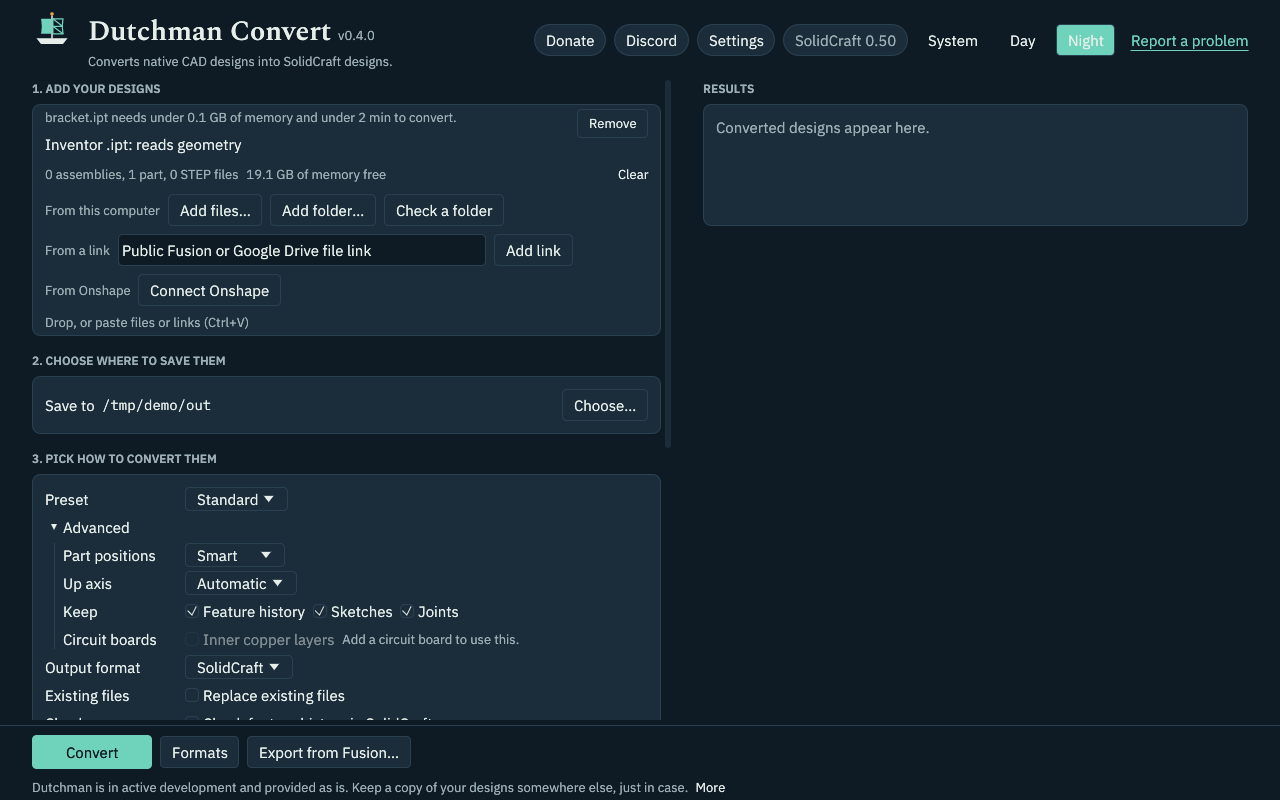 Dutchman Convert v0.4.0
Converts native CAD designs into SolidCraft designs.
Donate Discord Settings SolidCraft 0.50 System Day Night Report a problem
1. ADD YOUR DESIGNS
bracket.ipt needs under 0.1 GB of memory and under 2 min to convert.
Remove
Inventor .ipt: reads geometry
0 assemblies, 1 part, 0 STEP files 19.1 GB of memory free
Clear
From this computer Add files... Add folder... Check a folder
From a link Public Fusion or Google Drive file link Add link
From Onshape Connect Onshape
Drop, or paste files or links (Ctrl+V)
2. CHOOSE WHERE TO SAVE THEM
Save to /tmp/demo/out Choose...
3. PICK HOW TO CONVERT THEM
Preset Standard
Advanced
Part positions Smart
Up axis Automatic
Keep Feature history Sketches Joints
Circuit boards Inner copper layers Add a circuit board to use this.
Output format SolidCraft
Existing files Replace existing files
RESULTS
Converted designs appear here.
Convert Formats Export from Fusion...
Dutchman is in active development and provided as is. Keep a copy of your designs somewhere else, just in case. More